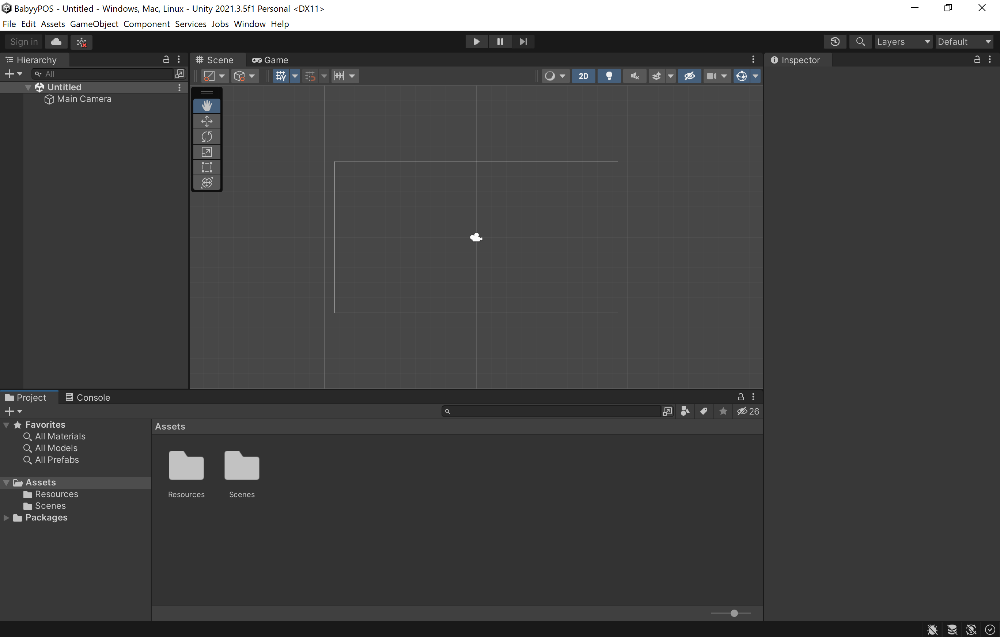 BabyyPOS - Untitled - Windows, Mac, Linux - Unity 2021.3.5f1 Personal <DX11>
File Edit Assets GameObject Component Services Jobs Window Help
Sign in
Layers
Default
Hierarchy
Scene
Game
Inspector
All
2D
Untitled
Main Camera
Project
Console
26
Favorites
All Materials
All Models
All Prefabs
Assets
Resources
Scenes
Packages
Assets
Resources
Scenes